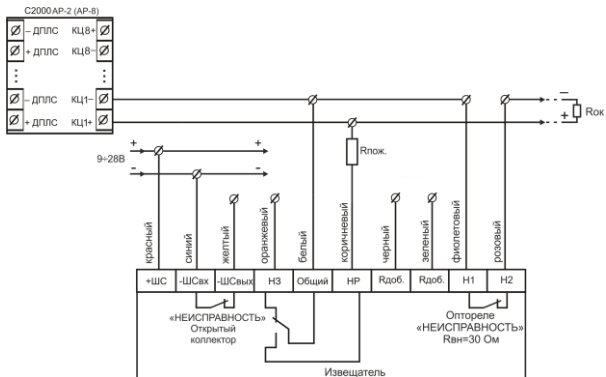 С2000 АР-2 (АР-8)
– ДПЛС КЦ8+
+ ДПЛС КЦ8–
– ДПЛС КЦ1–
+ ДПЛС КЦ1+
–
+
Rок
+ +
9÷28В
- -
Rпож.
красный
синий
желтый
оранжевый
белый
коричневый
черный
зеленый
фиолетовый
розовый
+ШС -ШСвх -ШСвых НЗ Общий НР Rдоб. Rдоб. Н1 Н2
«НЕИСПРАВНОСТЬ»
Открытый
коллектор
Оптореле
«НЕИСПРАВНОСТЬ»
Rвн=30 Ом
Извещатель